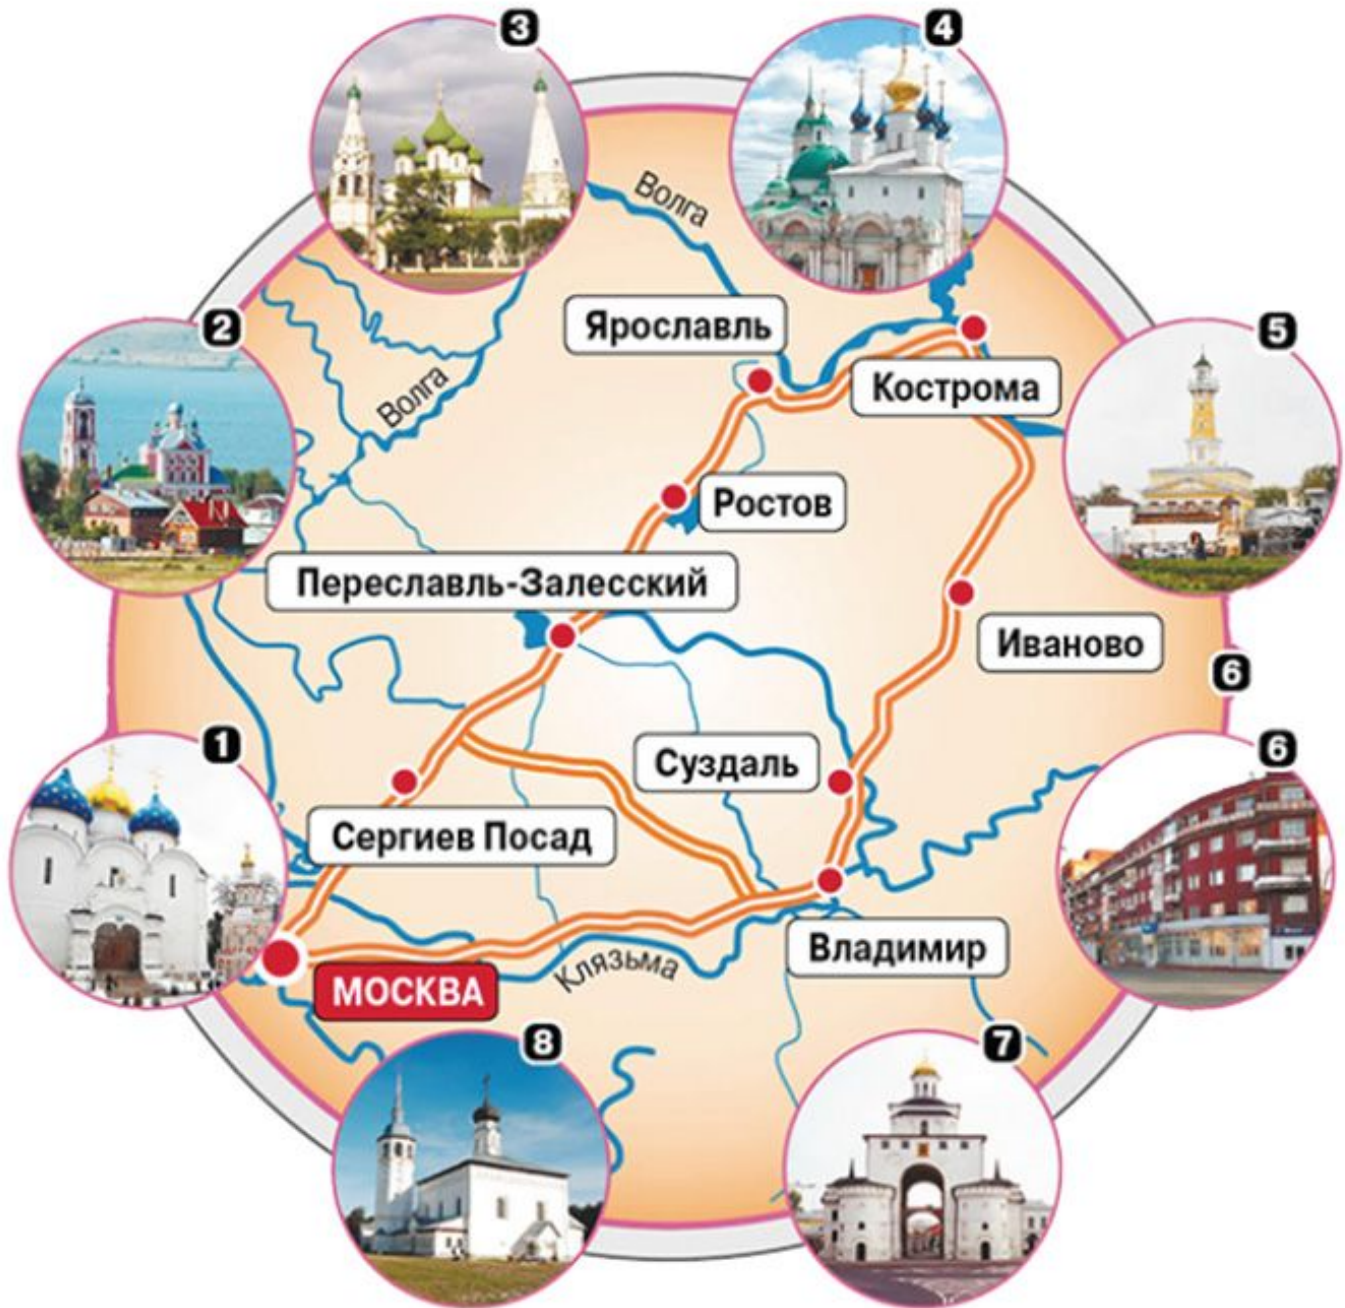 3
4
Волга
2
Ярославль
5
Волга
Кострома
Ростов
Переславль-Залесский
Иваново
6
1
Суздаль
6
Сергиев Посад
Владимир
Клязьма
МОСКВА
8
7